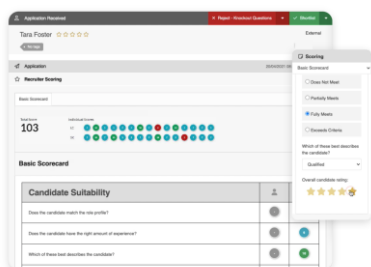 Application Received
Reject - Knockout Questions
Shortlist
Tara Foster
External
No tags
Application
Recruiter Scoring
Basic Scorecard
Total Score
103
Individual Scores
Basic Scorecard
Candidate Suitability
Does the candidate match the role profile?
Does the candidate have the right amount of experience?
Which of these best describes the candidate?
Scoring
Basic Scorecard
Does Not Meet
Partially Meets
Fully Meets
Exceeds Criteria
Which of these best describes
the candidate?
Qualified
Overall candidate rating: